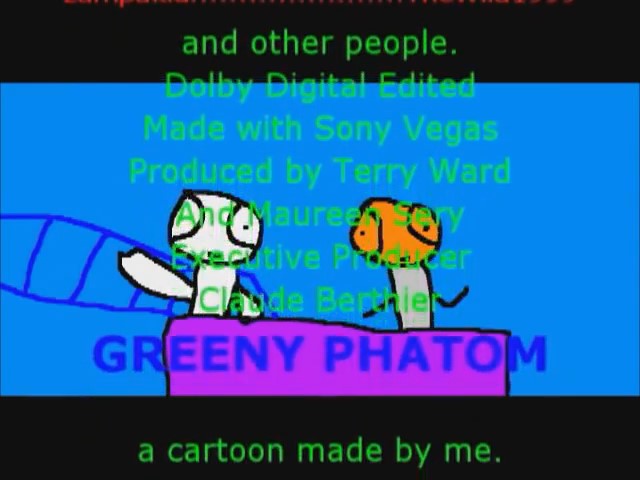 and other people.
Dolby Digital Edited
Made with Sony Vegas
Produced by Terry Ward
And Maureen Sery
Executive Producer
Claude Berthier
GREENY PHATOM
a cartoon made by me.